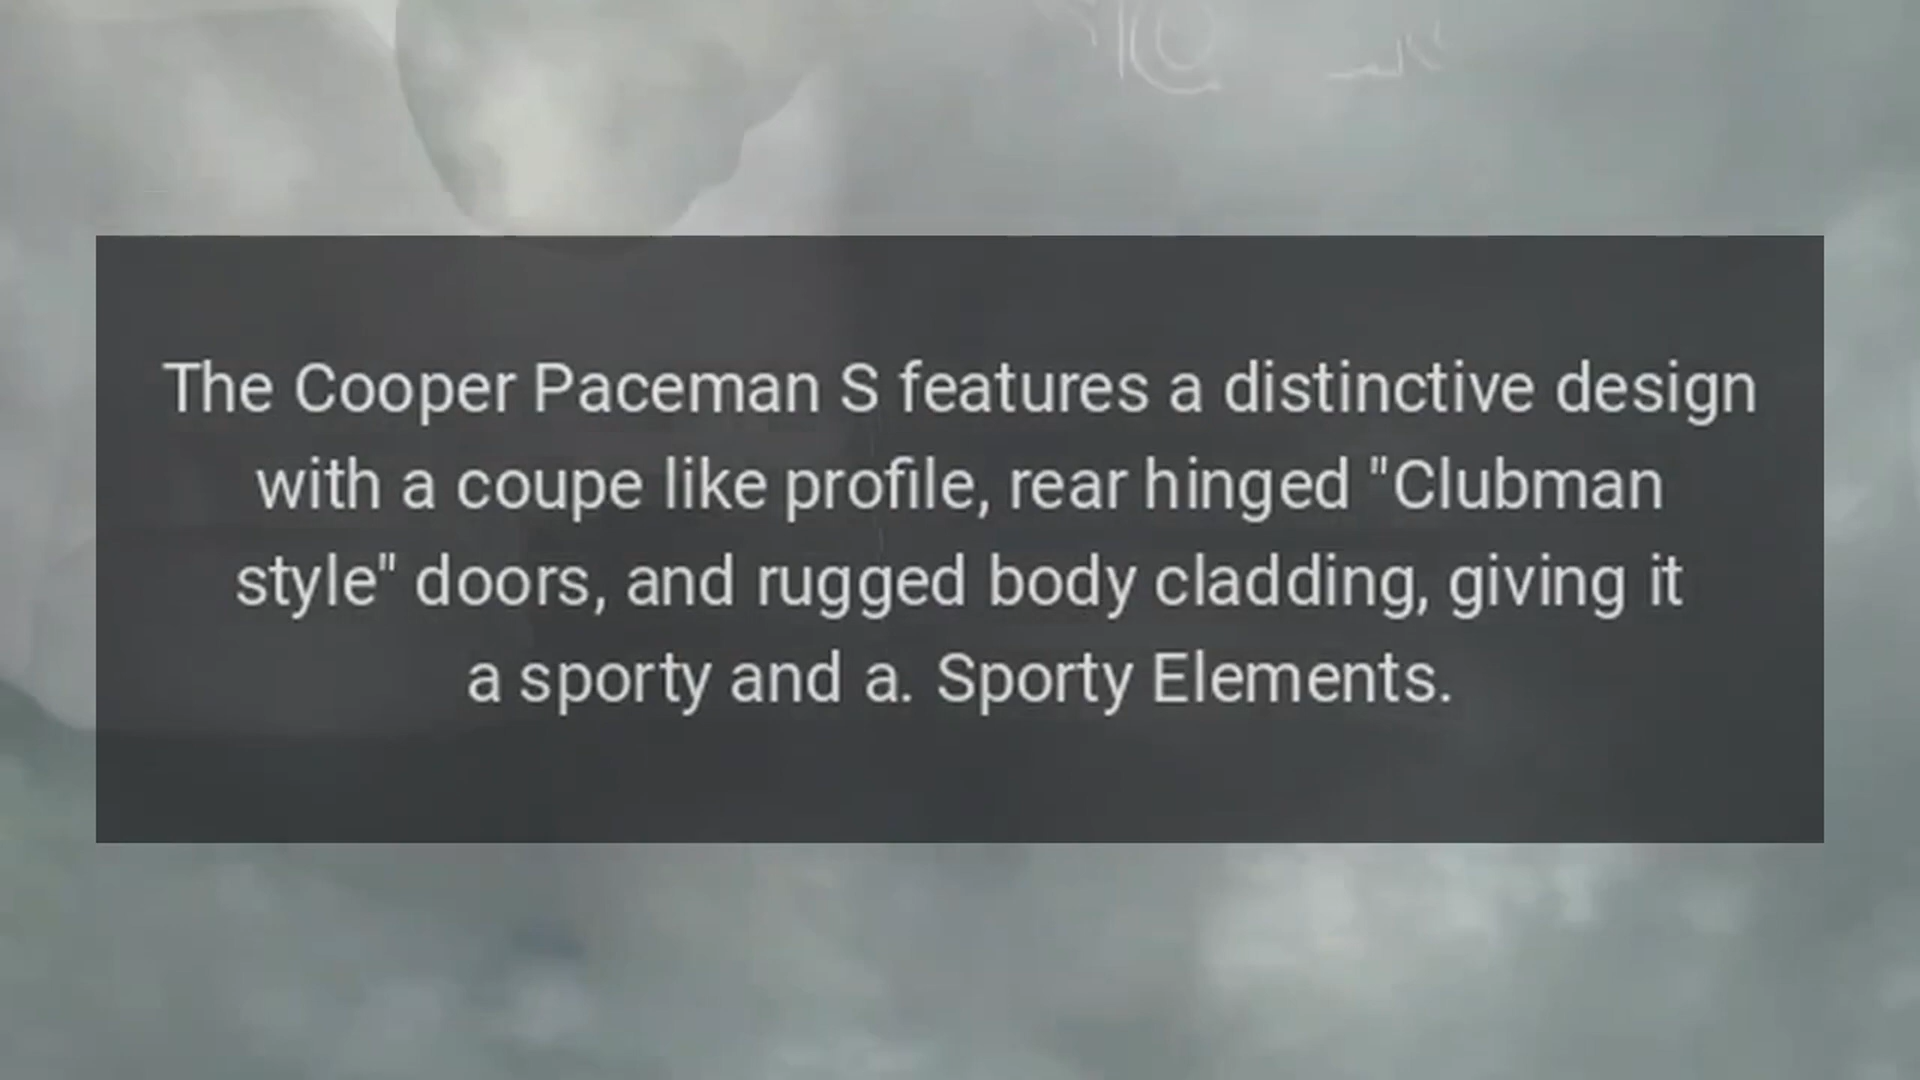 The Cooper Paceman S features a distinctive design
with a coupe like profile, rear hinged "Clubman
style" doors, and rugged body cladding, giving it
a sporty and a. Sporty Elements.